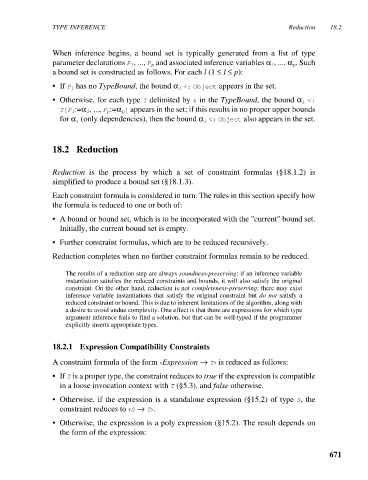 TYPE INFERENCE Reduction 18.2
When inference begins, a bound set is typically generated from a list of type
parameter declarations P₁, ..., Pₚ and associated inference variables α₁, ..., αₚ. Such
a bound set is constructed as follows. For each l (1 ≤ l ≤ p):
• If Pₗ has no TypeBound, the bound αₗ <: Object appears in the set.
• Otherwise, for each type T delimited by & in the TypeBound, the bound αₗ <:
T[P₁:=α₁, ..., Pₚ:=αₚ] appears in the set; if this results in no proper upper bounds
for αₗ (only dependencies), then the bound αₗ <: Object also appears in the set.
18.2 Reduction
Reduction is the process by which a set of constraint formulas (§18.1.2) is
simplified to produce a bound set (§18.1.3).
Each constraint formula is considered in turn. The rules in this section specify how
the formula is reduced to one or both of:
• A bound or bound set, which is to be incorporated with the "current" bound set.
Initially, the current bound set is empty.
• Further constraint formulas, which are to be reduced recursively.
Reduction completes when no further constraint formulas remain to be reduced.
The results of a reduction step are always soundness-preserving: if an inference variable
instantiation satisfies the reduced constraints and bounds, it will also satisfy the original
constraint. On the other hand, reduction is not completeness-preserving: there may exist
inference variable instantiations that satisfy the original constraint but do not satisfy a
reduced constraint or bound. This is due to inherent limitations of the algorithm, along with
a desire to avoid undue complexity. One effect is that there are expressions for which type
argument inference fails to find a solution, but that can be well-typed if the programmer
explicitly inserts appropriate types.
18.2.1 Expression Compatibility Constraints
A constraint formula of the form ‹Expression → T› is reduced as follows:
• If T is a proper type, the constraint reduces to true if the expression is compatible
in a loose invocation context with T (§5.3), and false otherwise.
• Otherwise, if the expression is a standalone expression (§15.2) of type S, the
constraint reduces to ‹S → T›.
• Otherwise, the expression is a poly expression (§15.2). The result depends on
the form of the expression:
671